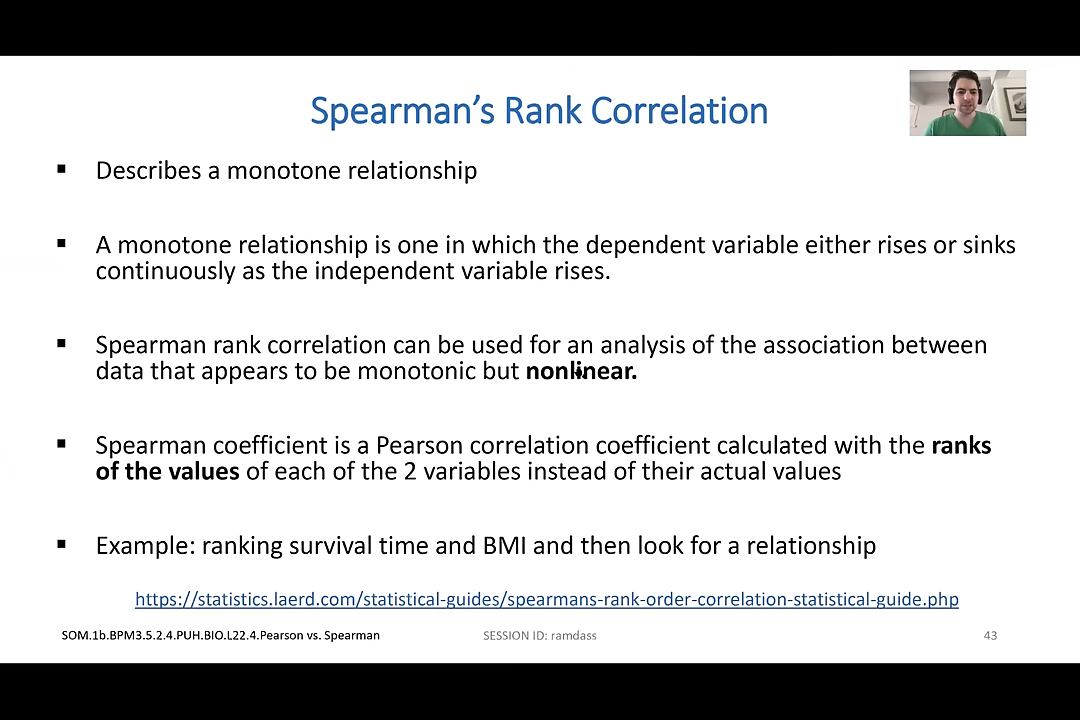 Spearman’s Rank Correlation
▪ Describes a monotone relationship
▪ A monotone relationship is one in which the dependent variable either rises or sinks
continuously as the independent variable rises.
▪ Spearman rank correlation can be used for an analysis of the association between
data that appears to be monotonic but nonlinear.
▪ Spearman coefficient is a Pearson correlation coefficient calculated with the ranks
of the values of each of the 2 variables instead of their actual values
▪ Example: ranking survival time and BMI and then look for a relationship
https://statistics.laerd.com/statistical-guides/spearmans-rank-order-correlation-statistical-guide.php
SOM.1b.BPM3.5.2.4.PUH.BIO.L22.4.Pearson vs. Spearman SESSION ID: ramdass 43